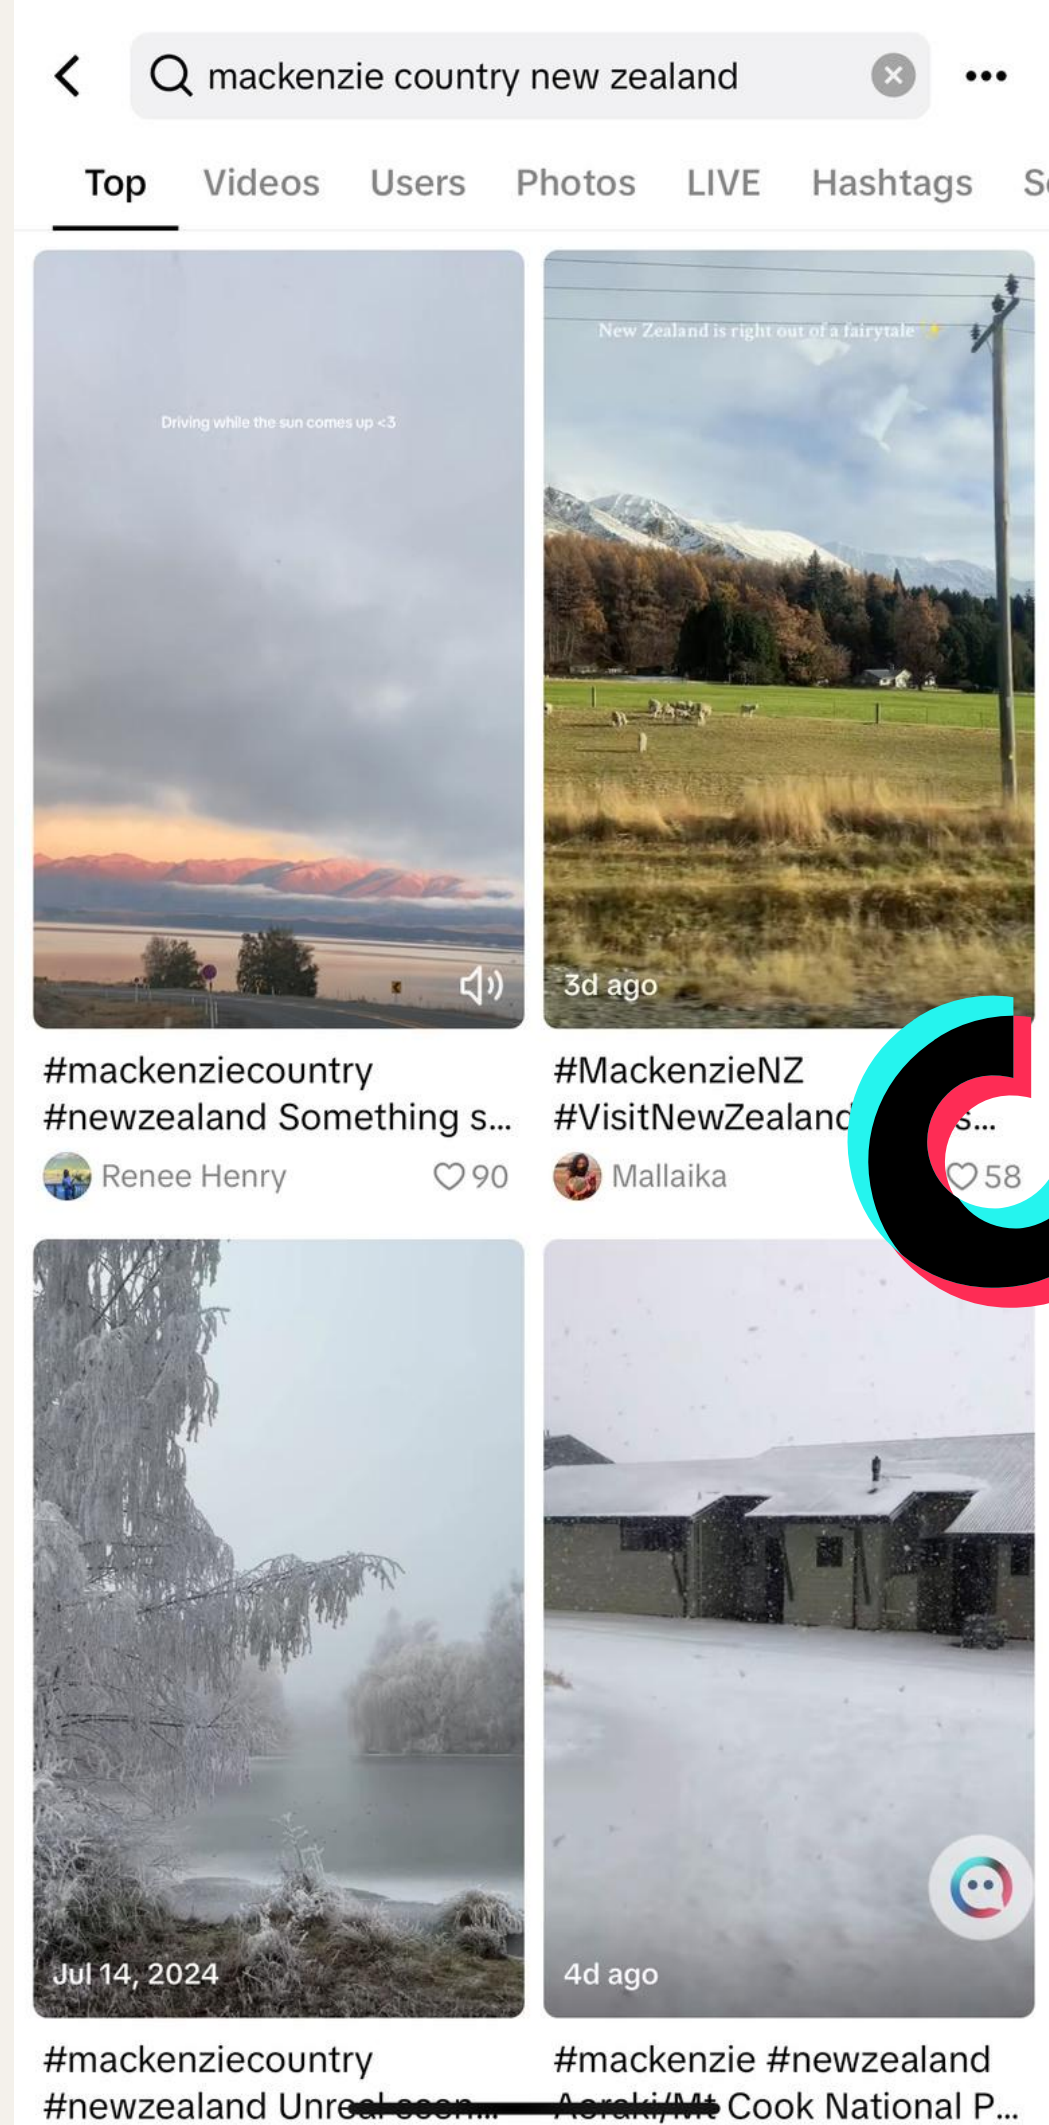 mackenzie country new zealand
Top Videos Users Photos LIVE Hashtags
Driving while the sun comes up <3
New Zealand is right out of a fairytale ✨
3d ago
#mackenziecountry
#newzealand Something s...
Renee Henry 90
#MackenzieNZ
#VisitNewZealand s...
Mallaika 58
Jul 14, 2024
4d ago
#mackenziecountry
#newzealand
#mackenzie #newzealand
Aoraki/Mt Cook National P...